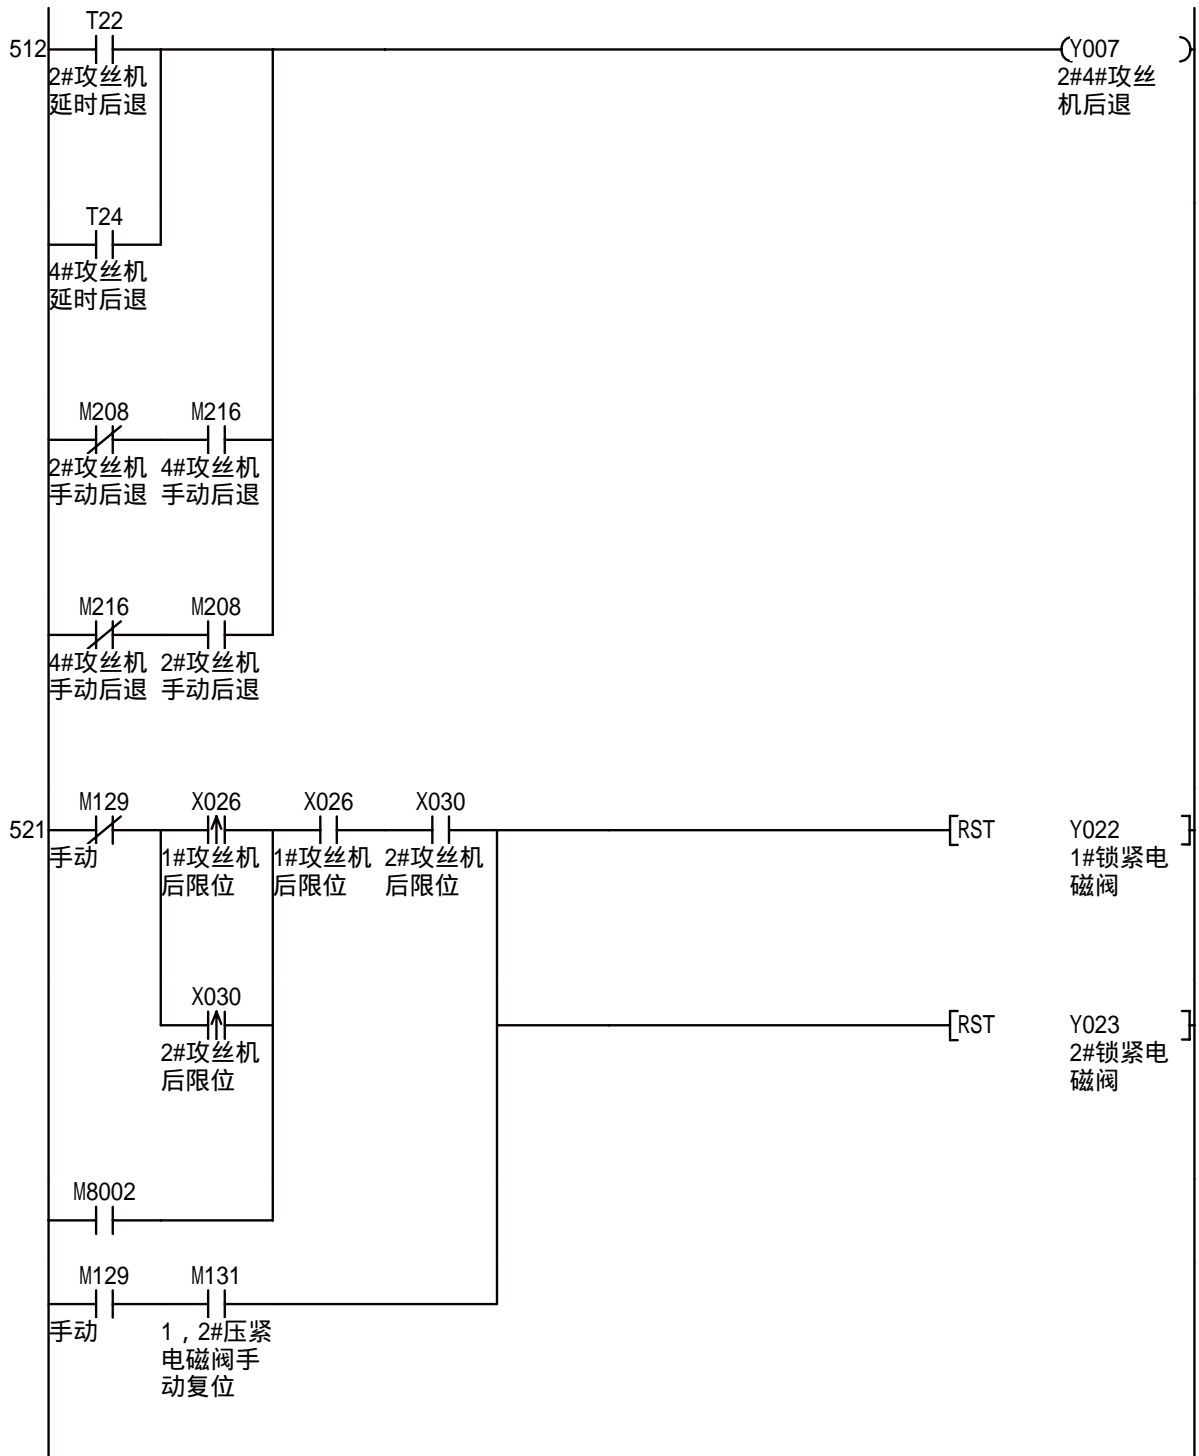 T22
512
Y007
2#攻丝机
延时后退
2#4#攻丝
机后退
T24
4#攻丝机
延时后退
M208 M216
2#攻丝机 4#攻丝机
手动后退 手动后退
M216 M208
4#攻丝机 2#攻丝机
手动后退 手动后退
M129 X026 X026 X030
521
RST Y022
手动 1#攻丝机 1#攻丝机 2#攻丝机 1#锁紧电
后限位 后限位 后限位 磁阀
X030
RST Y023
2#攻丝机 2#锁紧电
后限位 磁阀
M8002
M129 M131
手动 1，2#压紧
电磁阀手
动复位